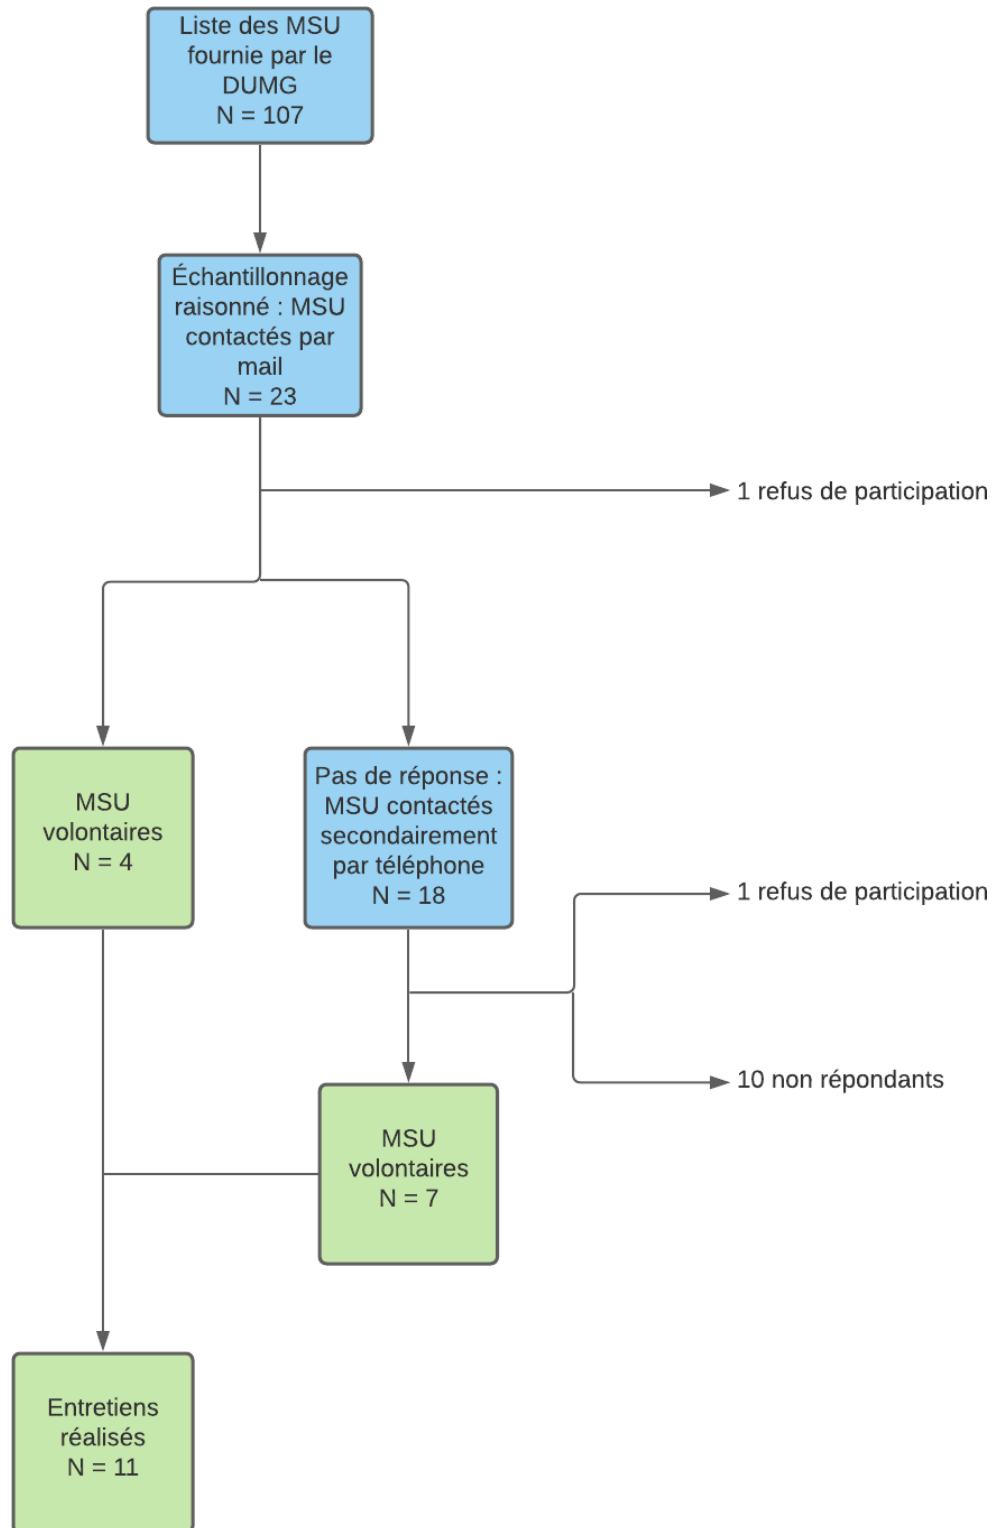 Liste des MSU
fournie par le
DUMG
N = 107
Échantillonnage
raisonné : MSU
contactés par
mail
N = 23
1 refus de participation
MSU
volontaires
N = 4
Pas de réponse :
MSU contactés
secondairement
par téléphone
N = 18
1 refus de participation
10 non répondants
MSU
volontaires
N = 7
Entretiens
réalisés
N = 11